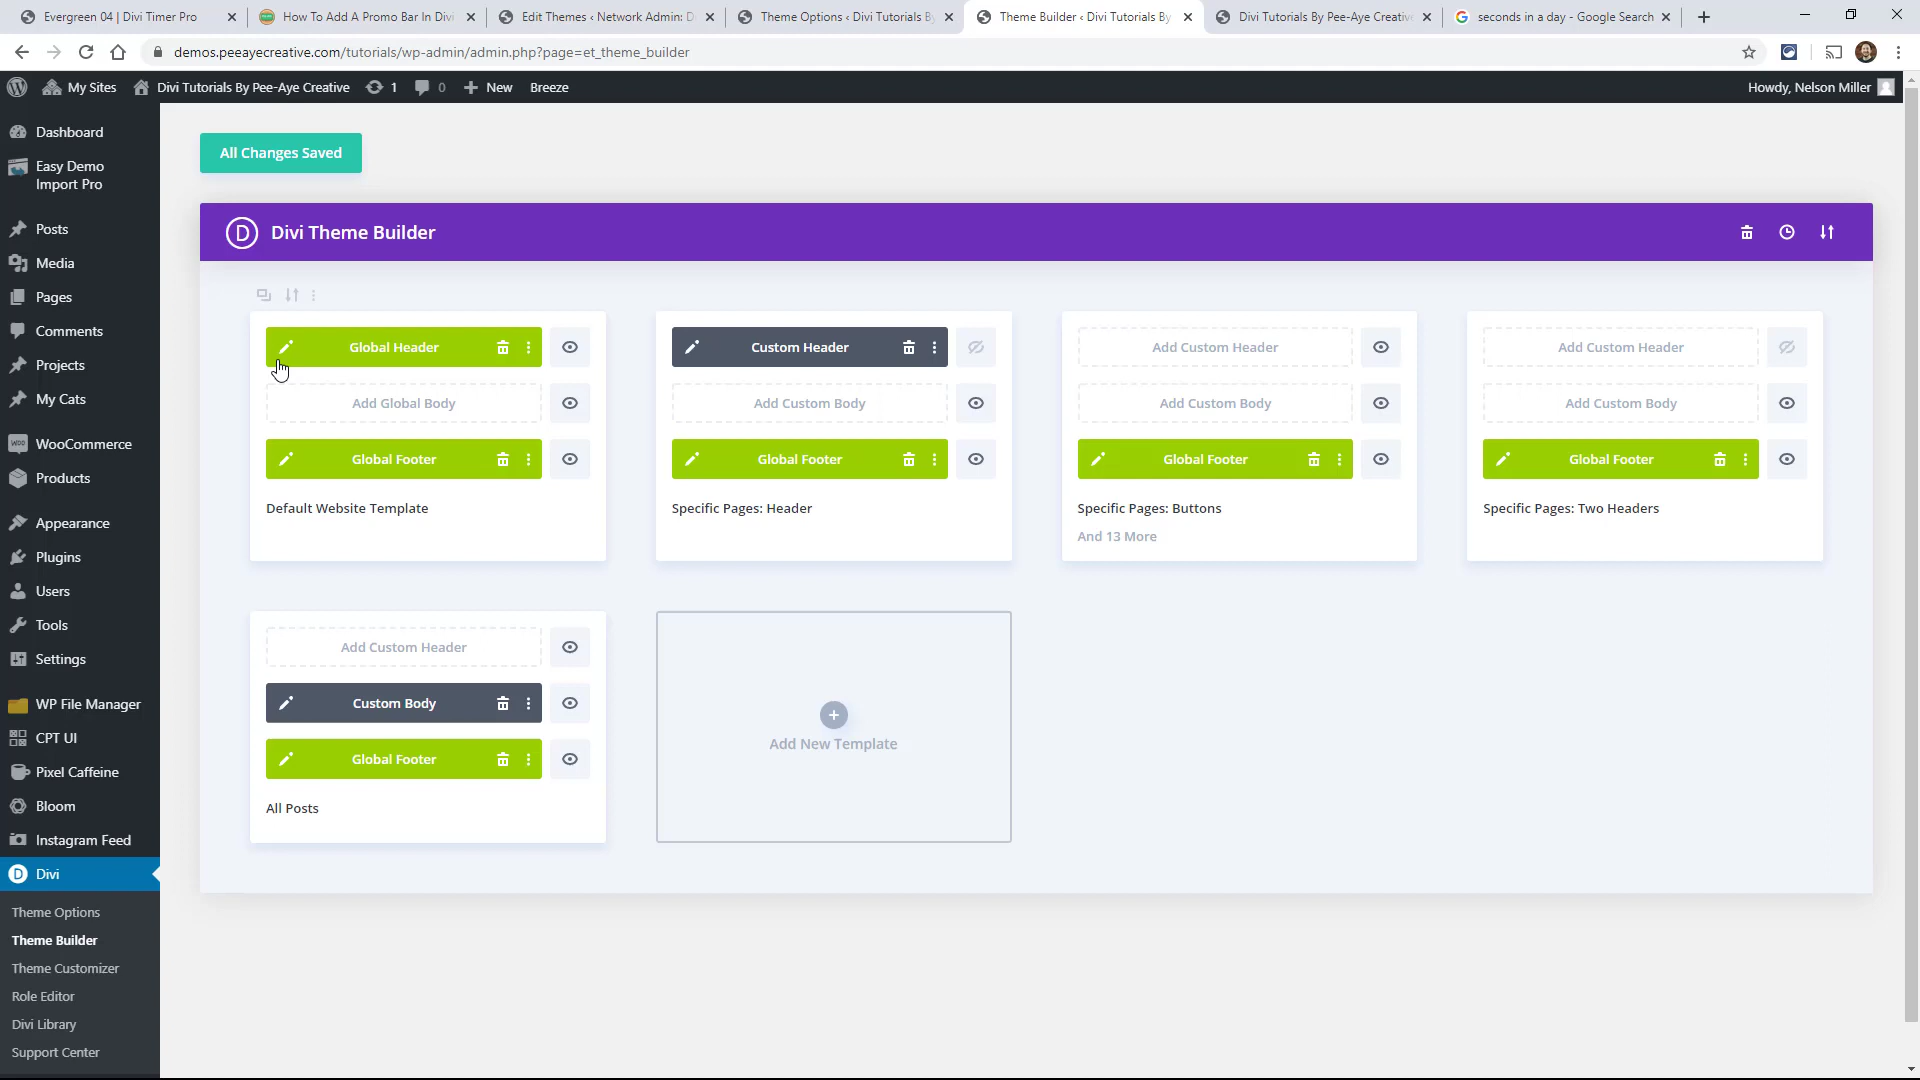 Evergreen 04 | Divi Timer Pro
How To Add A Promo Bar In Divi
Edit Themes ‹ Network Admin: D
Theme Options ‹ Divi Tutorials By
Theme Builder ‹ Divi Tutorials By
Divi Tutorials By Pee-Aye Creative
seconds in a day - Google Search
demos.peeayecreative.com/tutorials/wp-admin/admin.php?page=et_theme_builder
My Sites
Divi Tutorials By Pee-Aye Creative
1
0
New
Breeze
Howdy, Nelson Miller
Dashboard
Easy Demo
Import Pro
Posts
Media
Pages
Comments
Projects
My Cats
WooCommerce
Products
Appearance
Plugins
Users
Tools
Settings
WP File Manager
CPT UI
Pixel Caffeine
Bloom
Instagram Feed
Divi
Theme Options
Theme Builder
Theme Customizer
Role Editor
Divi Library
Support Center
All Changes Saved
D
Divi Theme Builder
Global Header
Add Global Body
Global Footer
Default Website Template
Custom Header
Add Custom Body
Global Footer
Specific Pages: Header
Add Custom Header
Add Custom Body
Global Footer
Specific Pages: Buttons
And 13 More
Add Custom Header
Add Custom Body
Global Footer
Specific Pages: Two Headers
Add Custom Header
Custom Body
Global Footer
All Posts
Add New Template